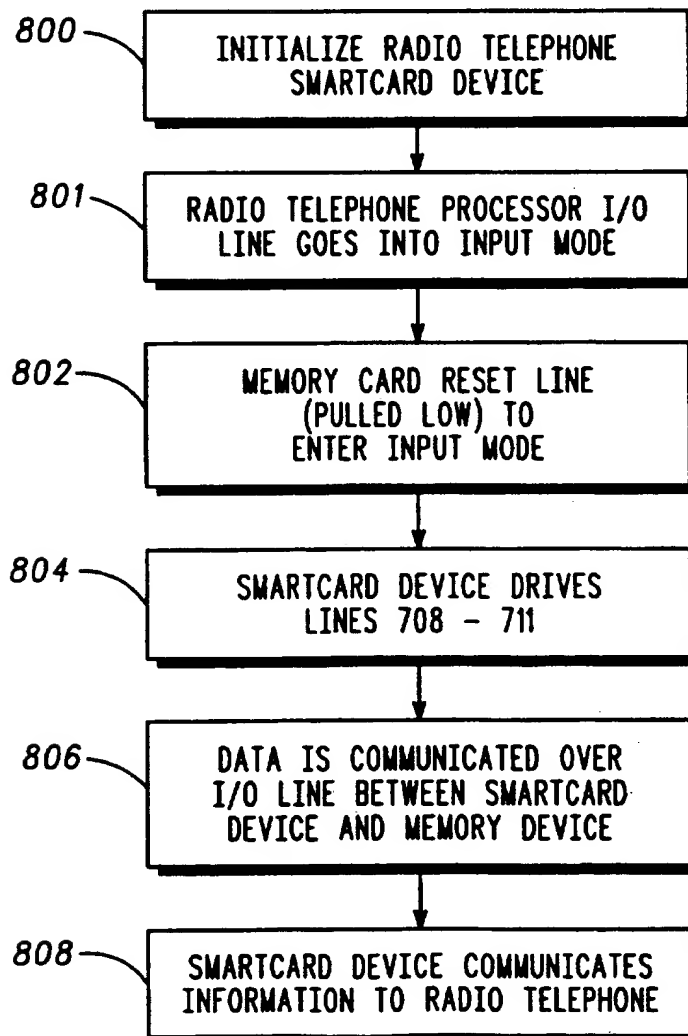 800
INITIALIZE RADIO TELEPHONE
SMARTCARD DEVICE
801
RADIO TELEPHONE PROCESSOR I/O
LINE GOES INTO INPUT MODE
802
MEMORY CARD RESET LINE
(PULLED LOW) TO
ENTER INPUT MODE
804
SMARTCARD DEVICE DRIVES
LINES 708 - 711
806
DATA IS COMMUNICATED OVER
I/O LINE BETWEEN SMARTCARD
DEVICE AND MEMORY DEVICE
808
SMARTCARD DEVICE COMMUNICATES
INFORMATION TO RADIO TELEPHONE